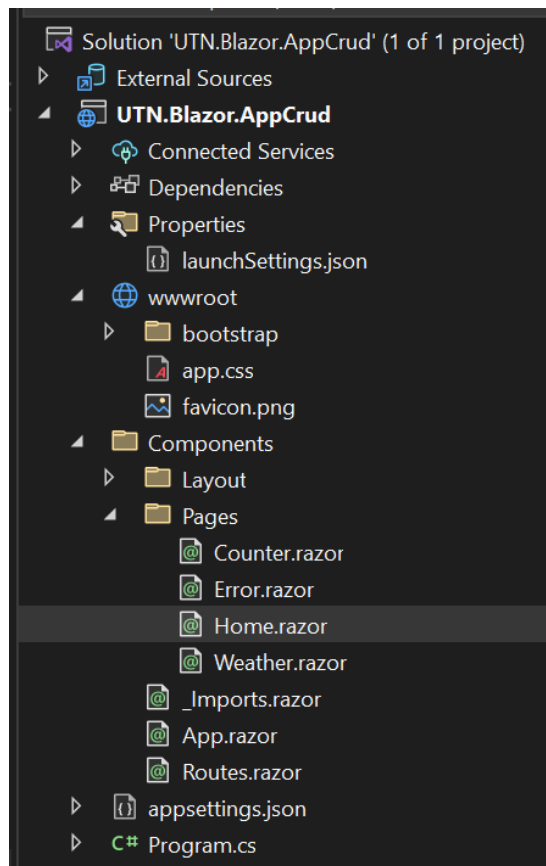 Solution 'UTN.Blazor.AppCrud' (1 of 1 project)
External Sources
UTN.Blazor.AppCrud
Connected Services
Dependencies
Properties
launchSettings.json
wwwroot
bootstrap
app.css
favicon.png
Components
Layout
Pages
Counter.razor
Error.razor
Home.razor
Weather.razor
_Imports.razor
App.razor
Routes.razor
appsettings.json
C# Program.cs